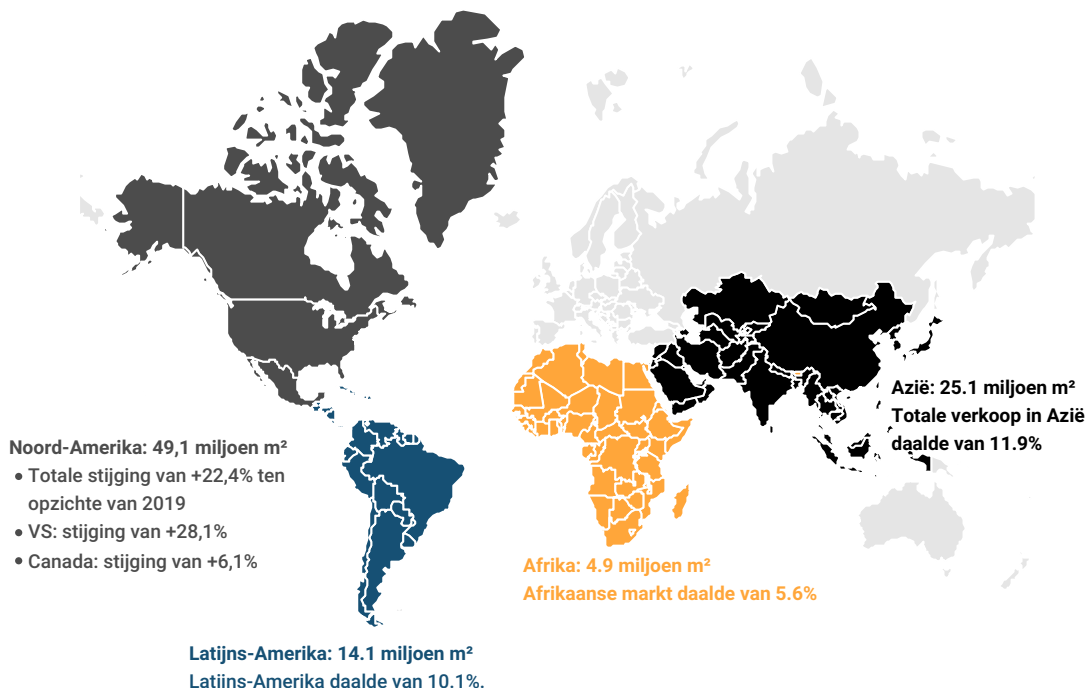 Azië: 25.1 miljoen m²
Totale verkoop in Azië
daalde van 11.9%
Noord-Amerika: 49,1 miljoen m²
• Totale stijging van +22,4% ten
opzichte van 2019
• VS: stijging van +28,1%
• Canada: stijging van +6,1%
Afrika: 4.9 miljoen m²
Afrikaanse markt daalde van 5.6%
Latijns-Amerika: 14.1 miljoen m²
Latijns-Amerika daalde van 10.1%.